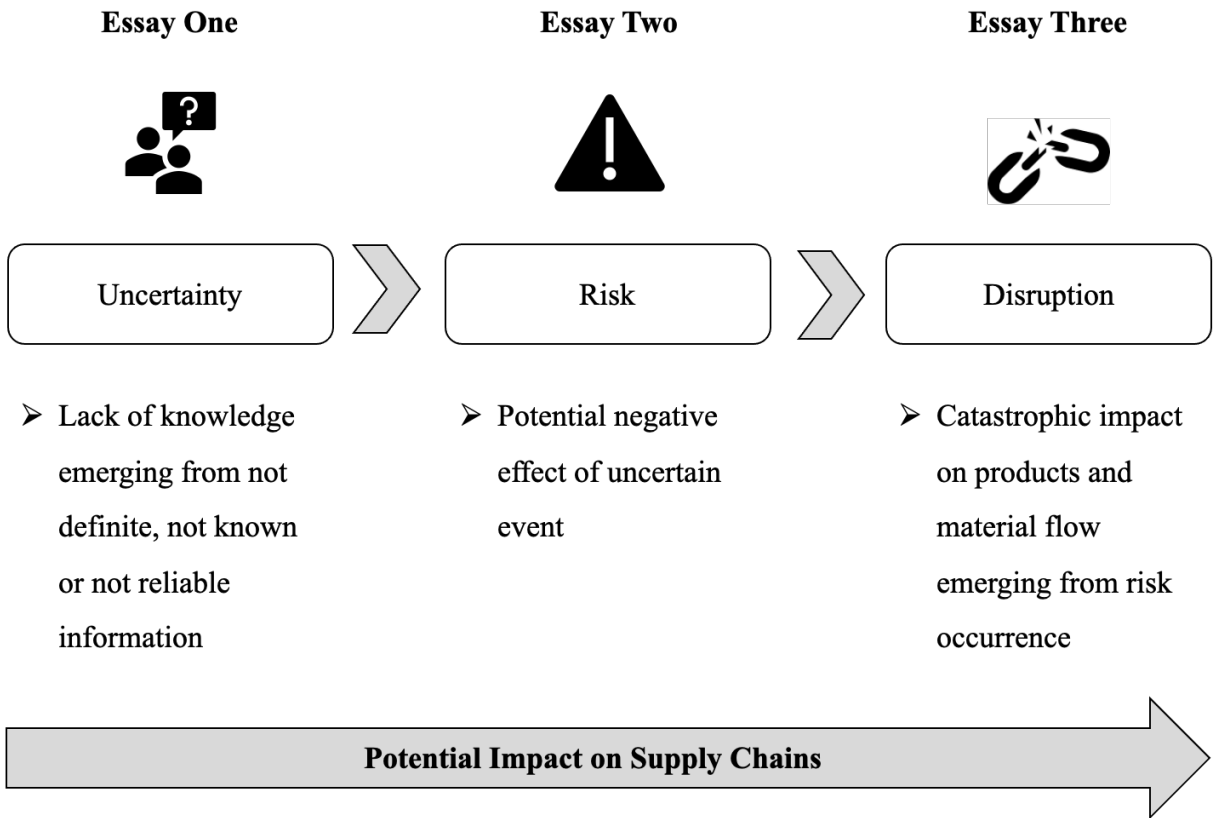 Essay One
Essay Two
Essay Three
?
!
Uncertainty
Risk
Disruption
➢ Lack of knowledge
emerging from not
definite, not known
or not reliable
information
➢ Potential negative
effect of uncertain
event
➢ Catastrophic impact
on products and
material flow
emerging from risk
occurrence
Potential Impact on Supply Chains